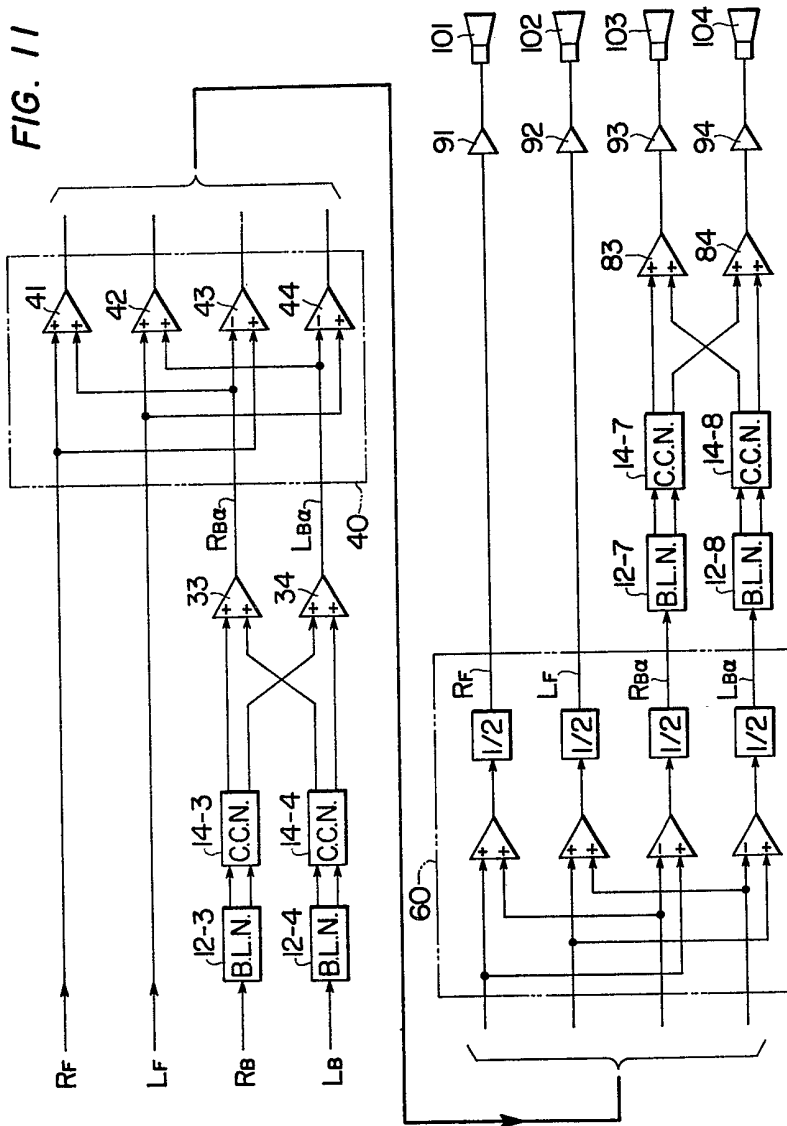 FIG. 11
RF
LF
RB
LB
12-3
B.L.N.
14-3
C.C.N.
12-4
B.L.N.
14-4
C.C.N.
33
+
+
34
+
+
RBα
LBα
40
41
+
+
42
+
+
43
-
+
44
-
+
60
+
+
1/2
RF
+
+
1/2
LF
-
+
1/2
RBα
-
+
1/2
LBα
12-7
B.L.N.
14-7
C.C.N.
12-8
B.L.N.
14-8
C.C.N.
83
+
+
84
+
+
91
92
93
94
101
102
103
104